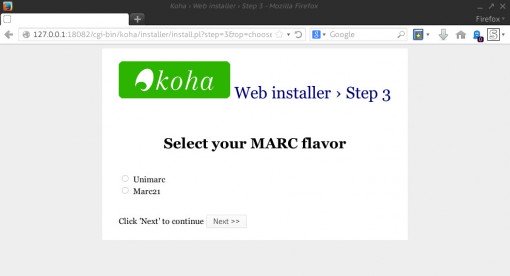 Koha › Web installer › Step 3 - Mozilla Firefox
Firefox
127.0.0.1:18082/cgi-bin/koha/installer/install.pl?step=3&op=choose
Google
koha
Web installer › Step 3
Select your MARC flavor
Unimarc
Marc21
Click 'Next' to continue Next >>